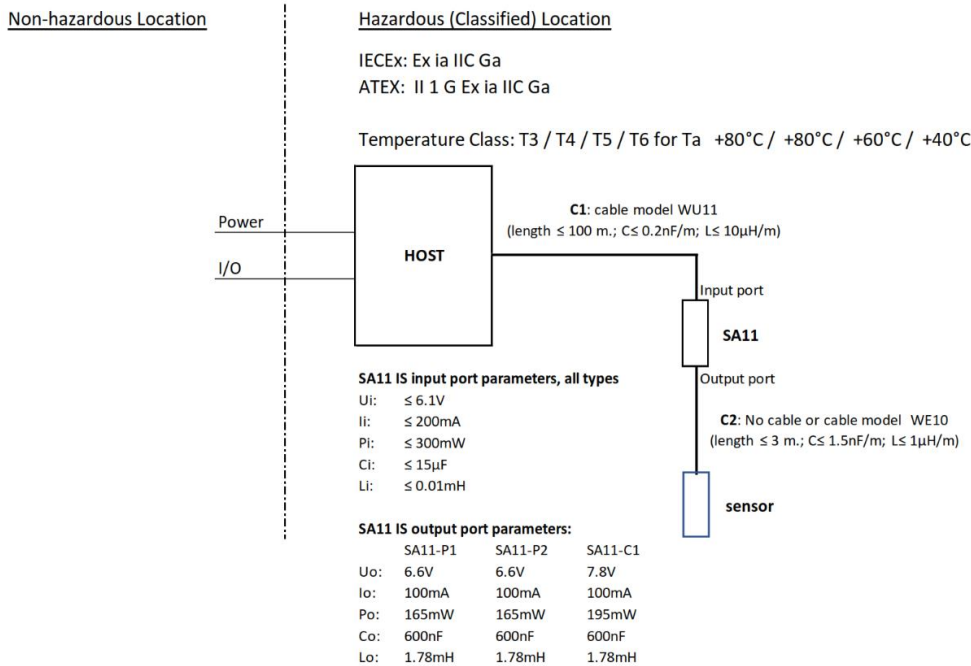 Non-hazardous Location
Hazardous (Classified) Location
IECEx: Ex ia IIC Ga
ATEX: II 1 G Ex ia IIC Ga
Temperature Class: T3 / T4 / T5 / T6 for Ta +80°C / +80°C / +60°C / +40°C
Power
I/O
HOST
C1: cable model WU11
(length ≤ 100 m.; C≤ 0.2nF/m; L≤ 10µH/m)
Input port
SA11
Output port
C2: No cable or cable model WE10
(length ≤ 3 m.; C≤ 1.5nF/m; L≤ 1µH/m)
sensor
SA11 IS input port parameters, all types
Ui: ≤ 6.1V
Ii: ≤ 200mA
Pi: ≤ 300mW
Ci: ≤ 15µF
Li: ≤ 0.01mH
SA11 IS output port parameters:
SA11-P1 SA11-P2 SA11-C1
Uo: 6.6V 6.6V 7.8V
Io: 100mA 100mA 100mA
Po: 165mW 165mW 195mW
Co: 600nF 600nF 600nF
Lo: 1.78mH 1.78mH 1.78mH